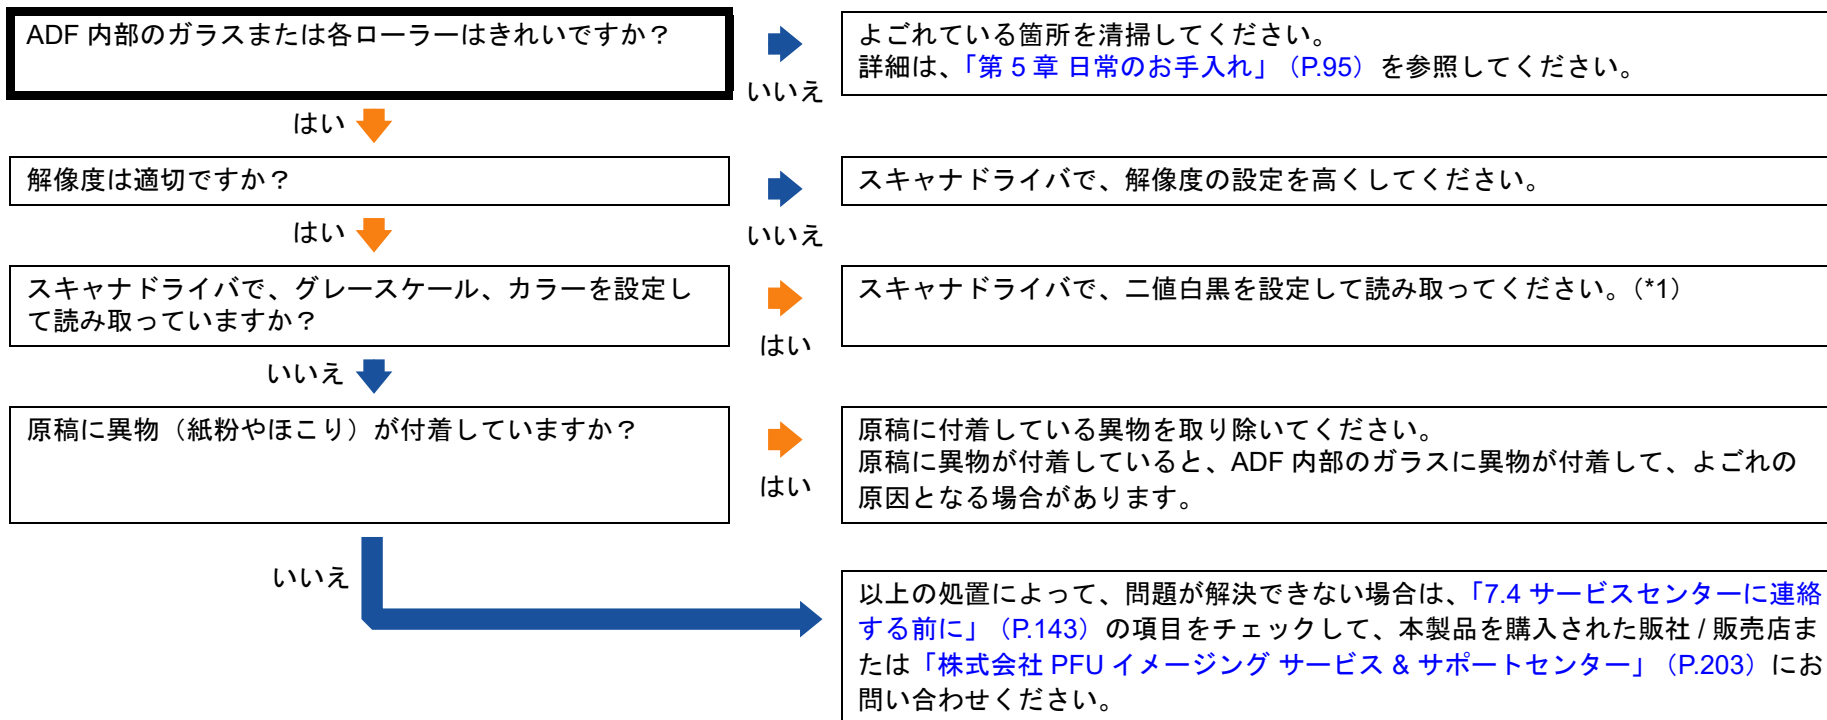 ADF 内部のガラスまたは各ローラーはきれいですか？
いいえ
よごれている箇所を清掃してください。
詳細は、「第 5 章 日常のお手入れ」（P.95）を参照してください。
はい
解像度は適切ですか？
いいえ
スキャナドライバで、解像度の設定を高くしてください。
はい
スキャナドライバで、グレースケール、カラーを設定し
て読み取っていますか？
はい
スキャナドライバで、二値白黒を設定して読み取ってください。（*1）
いいえ
原稿に異物（紙粉やほこり）が付着していますか？
はい
原稿に付着している異物を取り除いてください。
原稿に異物が付着していると、ADF 内部のガラスに異物が付着して、よごれの
原因となる場合があります。
いいえ
以上の処置によって、問題が解決できない場合は、「7.4 サービスセンターに連絡
する前に」（P.143）の項目をチェックして、本製品を購入された販社 / 販売店ま
たは「株式会社 PFU イメージング サービス & サポートセンター」（P.203）にお
問い合わせください。